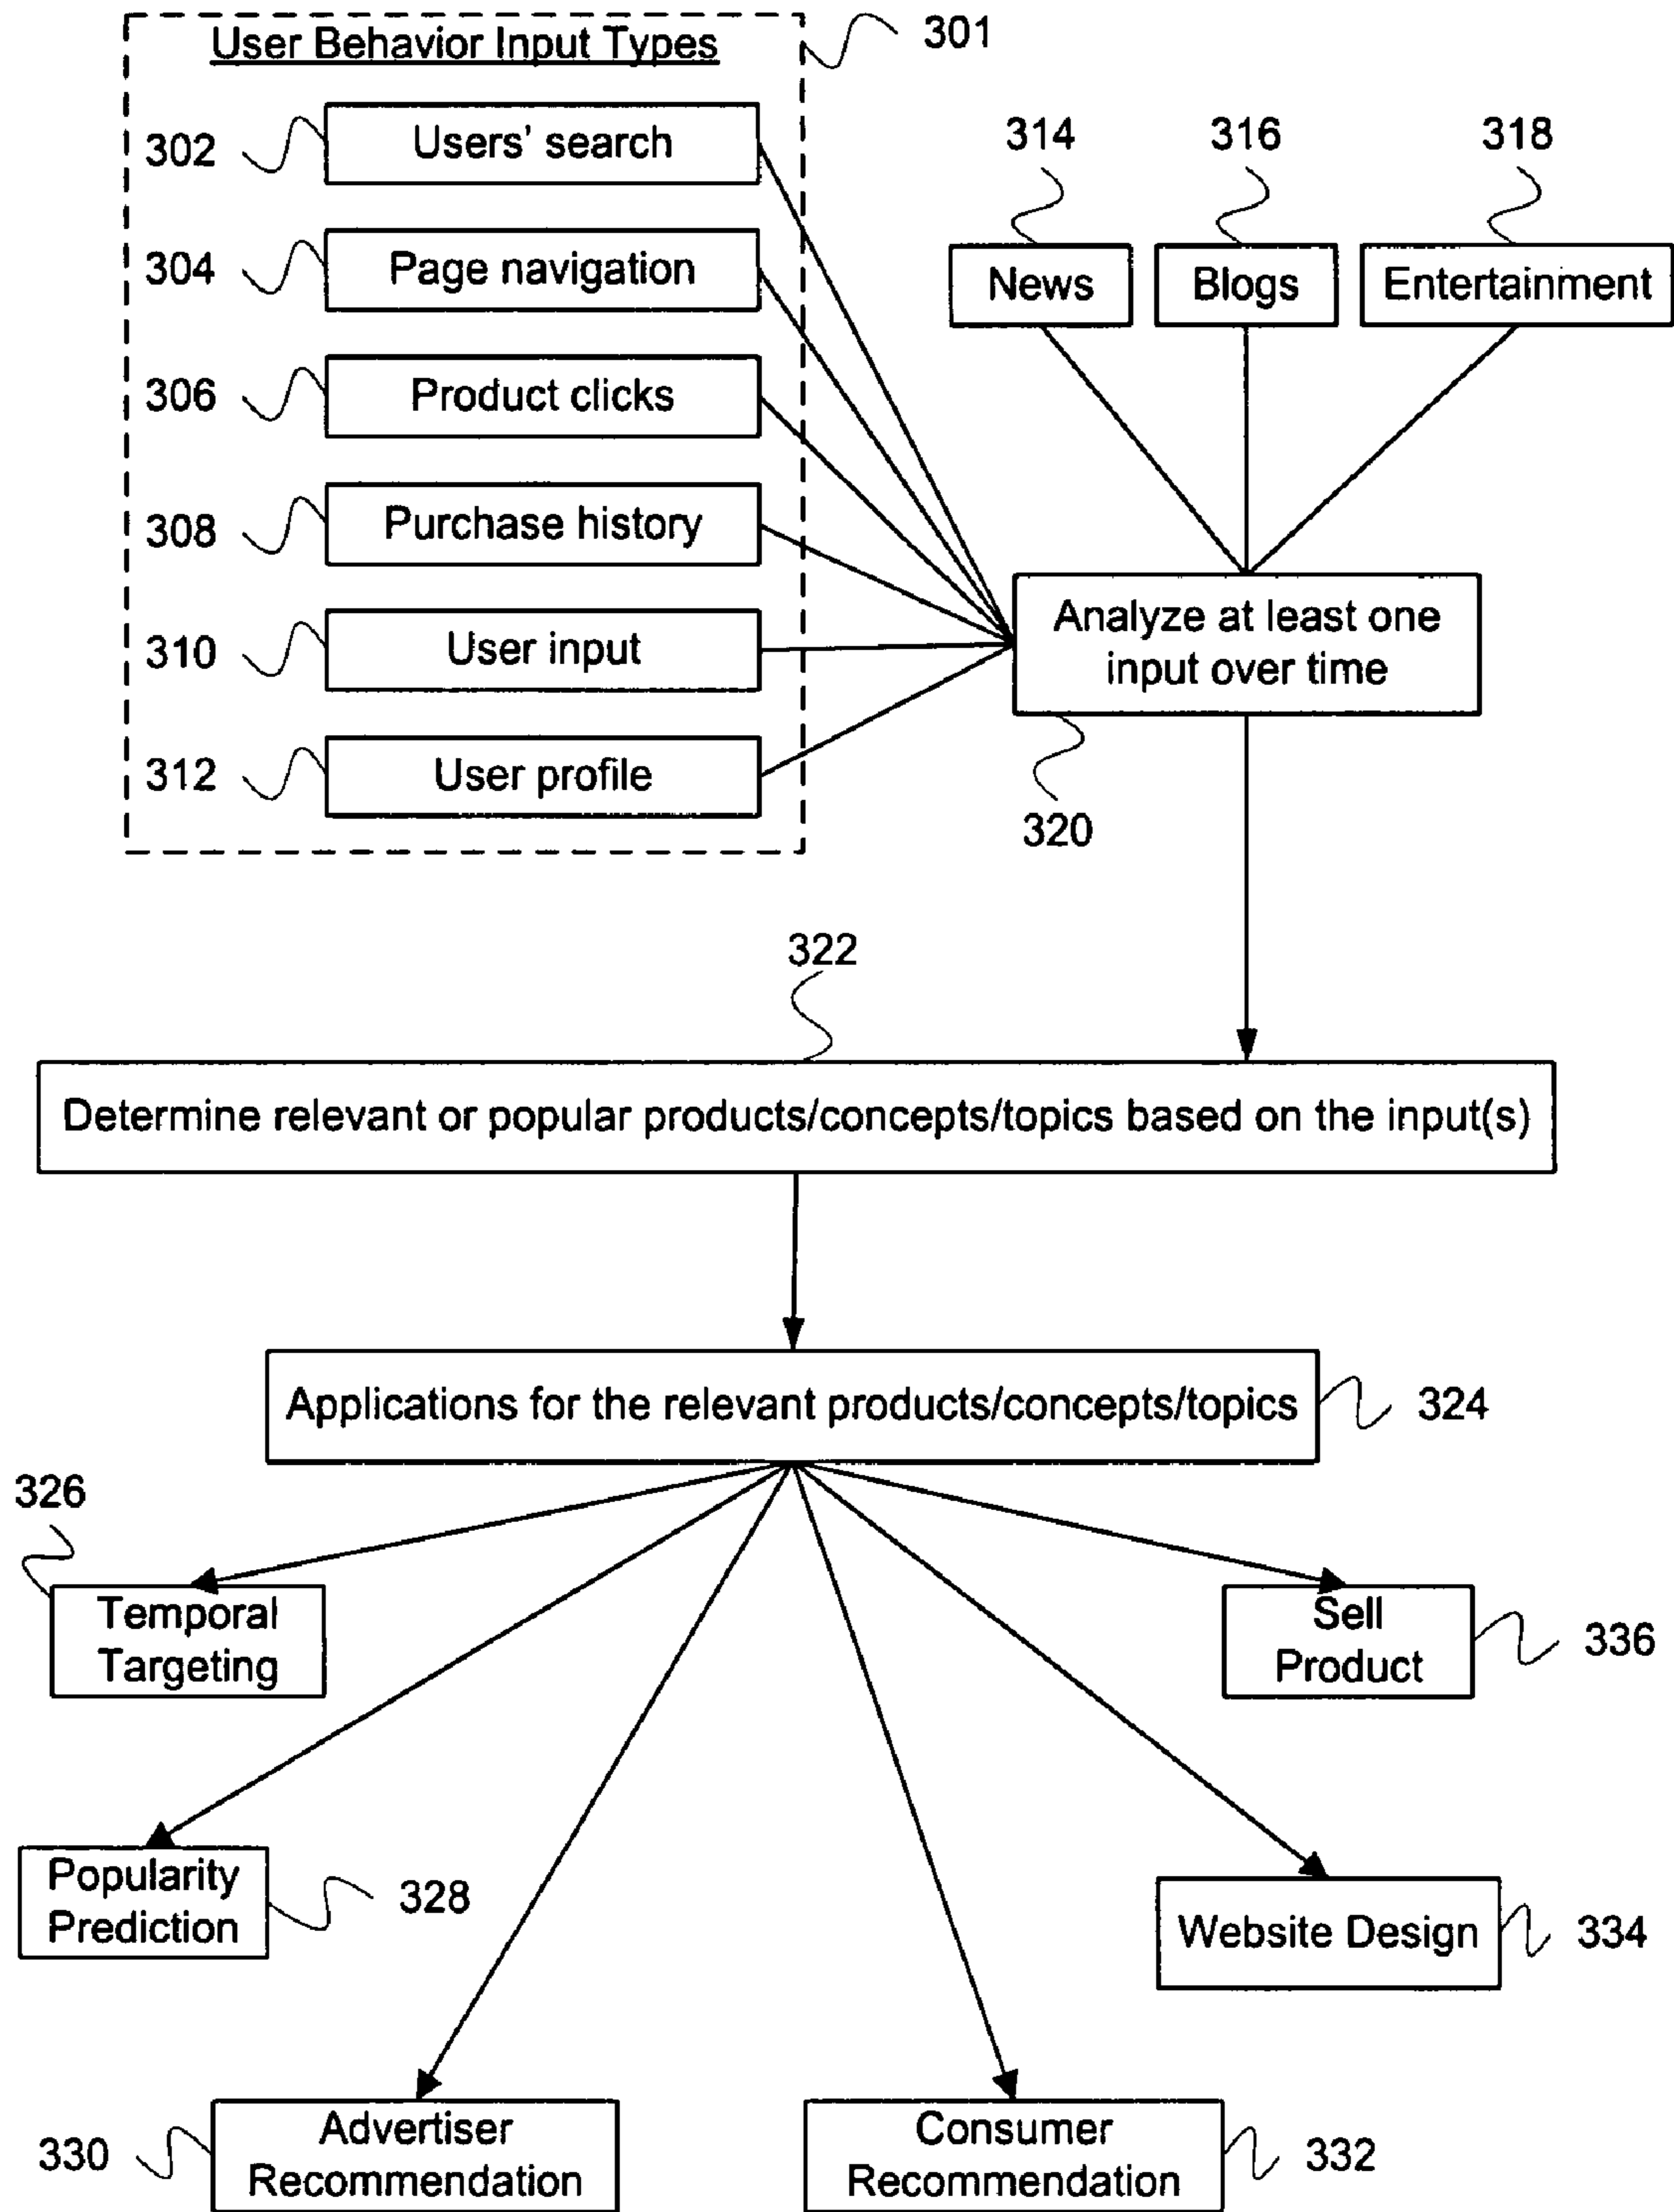 User Behavior Input Types
301
302
Users' search
304
Page navigation
306
Product clicks
308
Purchase history
310
User input
312
User profile
314
316
318
News
Blogs
Entertainment
Analyze at least one
input over time
320
322
Determine relevant or popular products/concepts/topics based on the input(s)
Applications for the relevant products/concepts/topics
324
326
Temporal
Targeting
Sell
Product
336
Popularity
Prediction
328
Website Design
334
330
Advertiser
Recommendation
Consumer
Recommendation
332